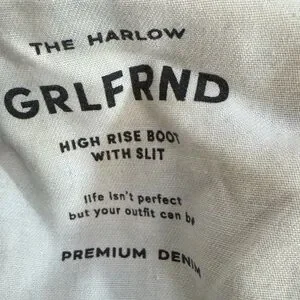 THE HARLOW
GRLFRND
HIGH RISE BOOT
WITH SLIT
life isn't perfect
but your outfit can be
PREMIUM DENIM